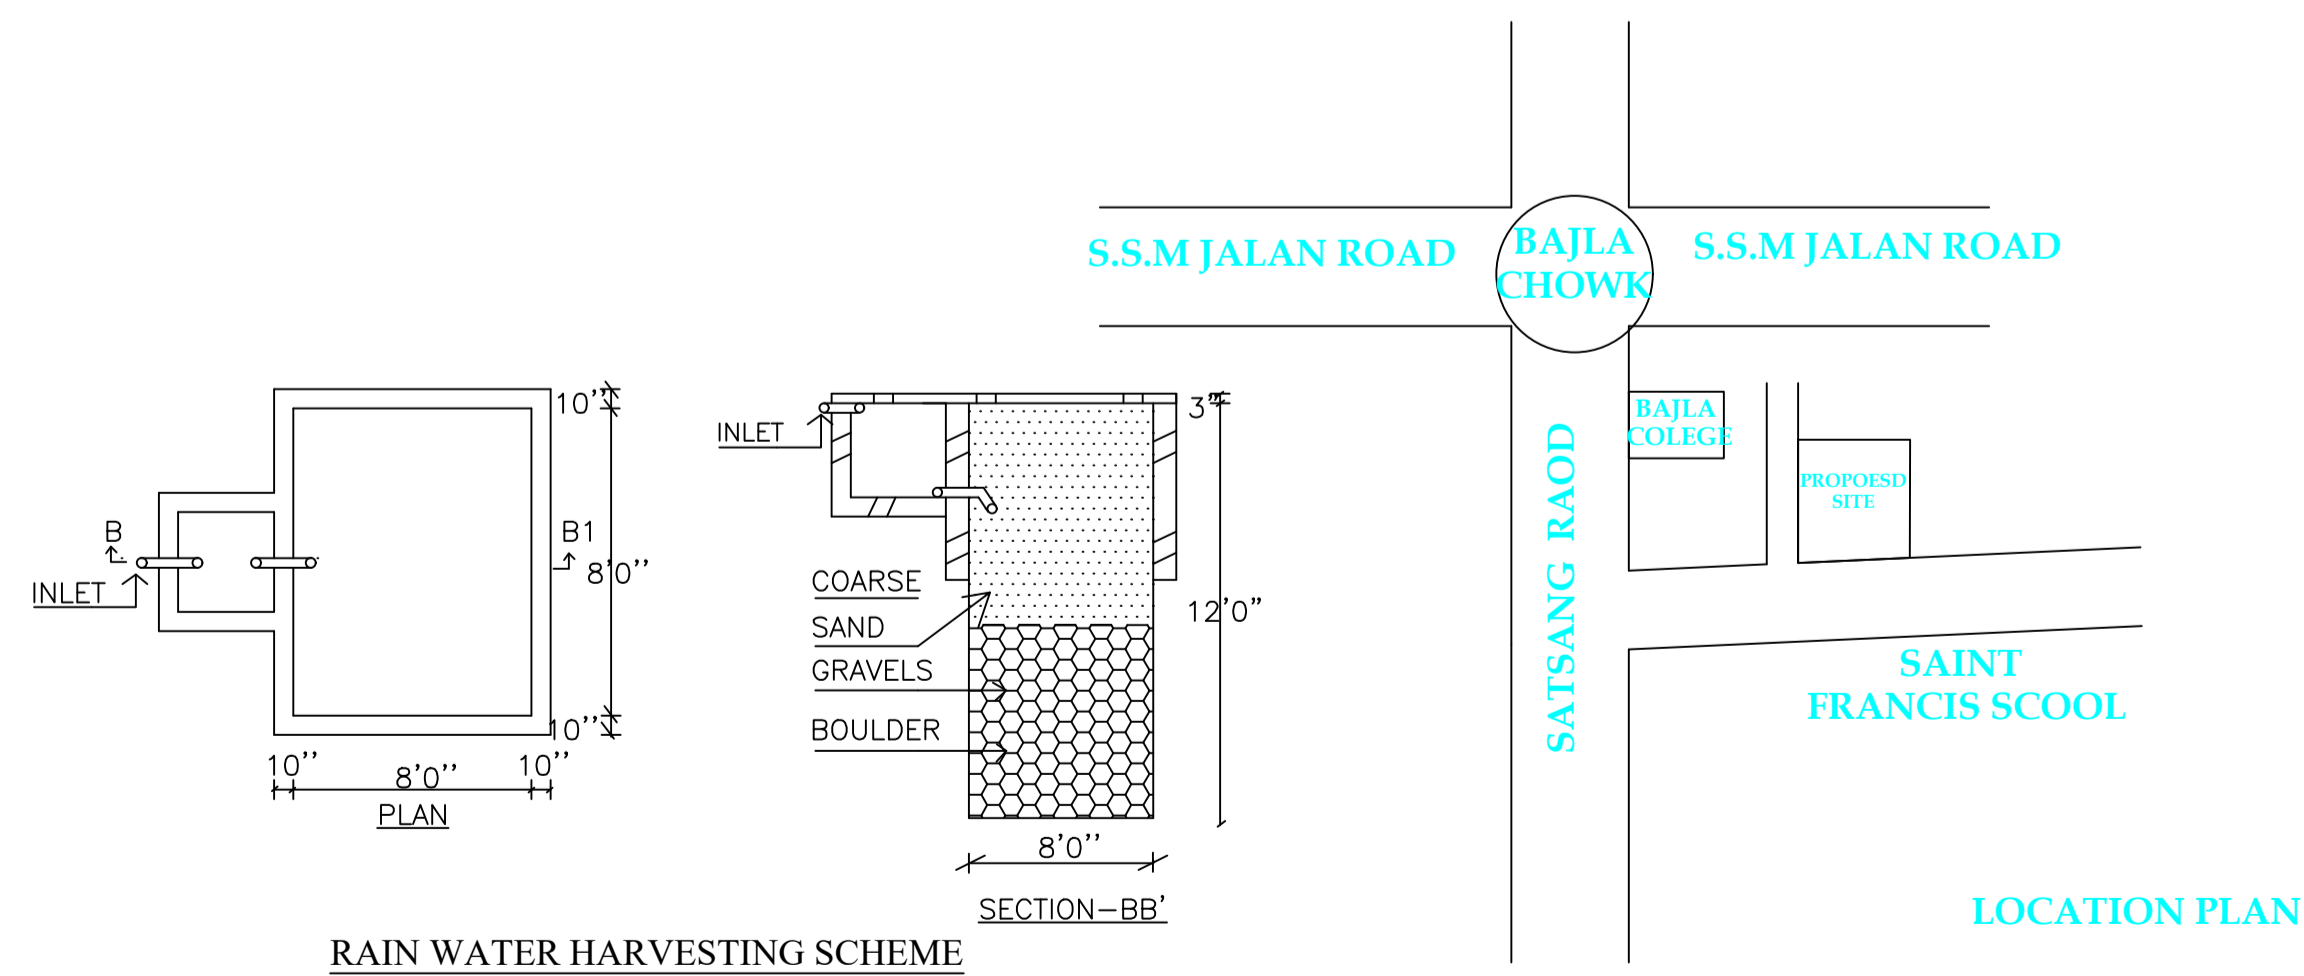 S.S.M JALAN ROAD
BAJLA
CHOWK
S.S.M JALAN ROAD
BAJLA
COLEGE
PROPOESD
SITE
SATSANG RAOD
SAINT
FRANCIS SCOOL
LOCATION PLAN
10''
B
B1
8'0''
INLET
10''
10''
8'0''
10''
PLAN
INLET
3"
COARSE
SAND
12'0"
GRAVELS
BOULDER
8'0''
SECTION-BB'
RAIN WATER HARVESTING SCHEME